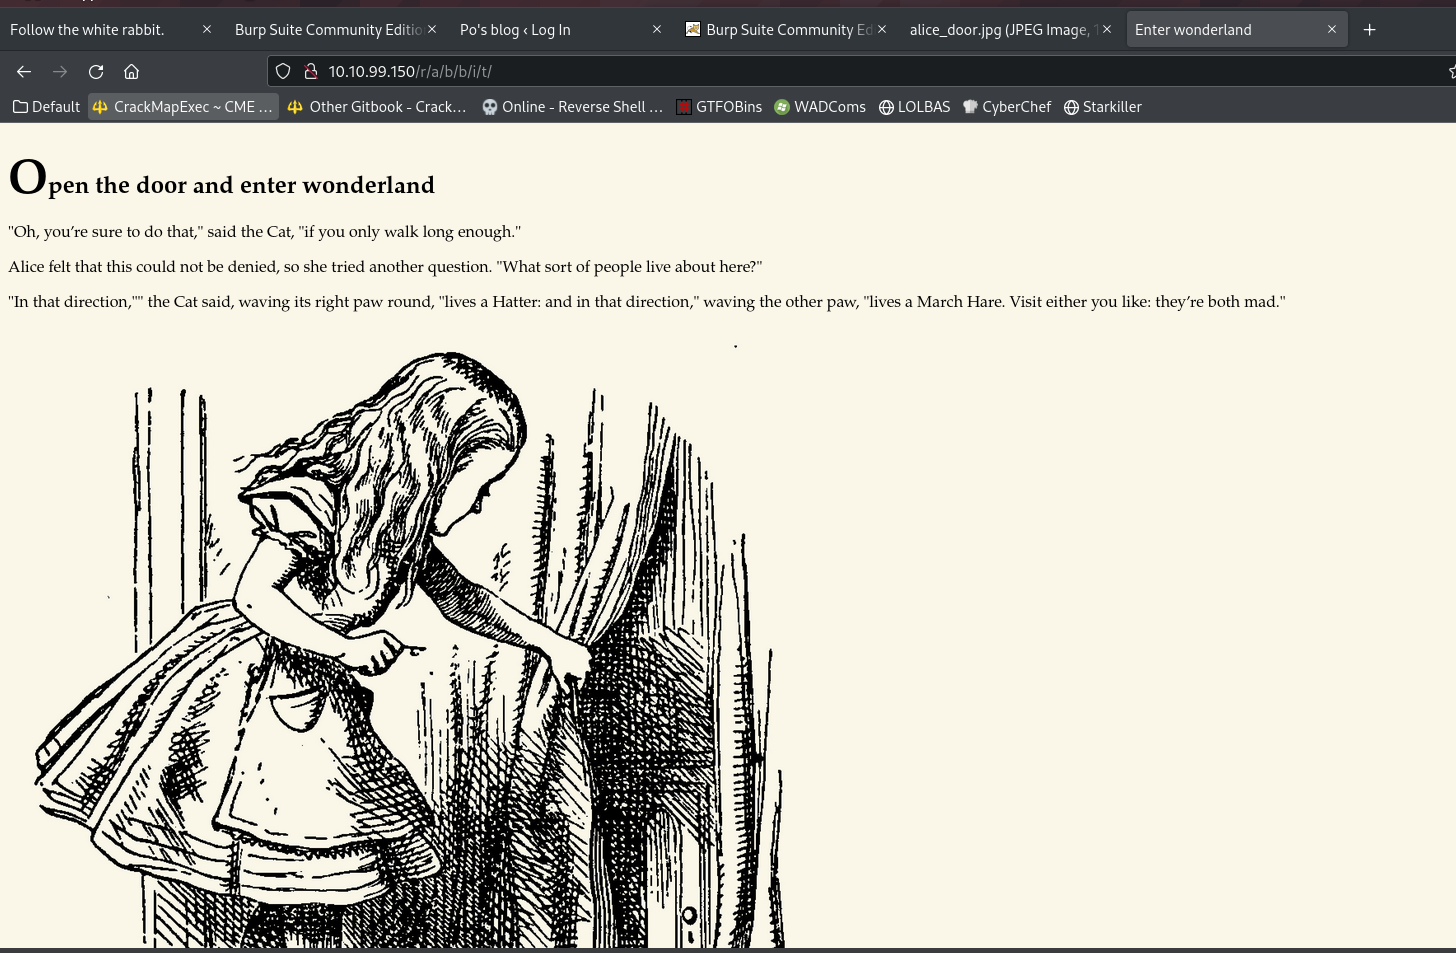 Follow the white rabbit.
Burp Suite Community Editio
Po's blog ‹ Log In
Burp Suite Community Ed
alice_door.jpg (JPEG Image, 1
Enter wonderland
10.10.99.150/r/a/b/b/i/t/
Default
CrackMapExec ~ CME …
Other Gitbook - Crack…
Online - Reverse Shell …
GTFOBins
WADComs
LOLBAS
CyberChef
Starkiller
Open the door and enter wonderland
"Oh, you’re sure to do that," said the Cat, "if you only walk long enough."
Alice felt that this could not be denied, so she tried another question. "What sort of people live about here?"
"In that direction,"" the Cat said, waving its right paw round, "lives a Hatter: and in that direction," waving the other paw, "lives a March Hare. Visit either you like: they’re both mad."